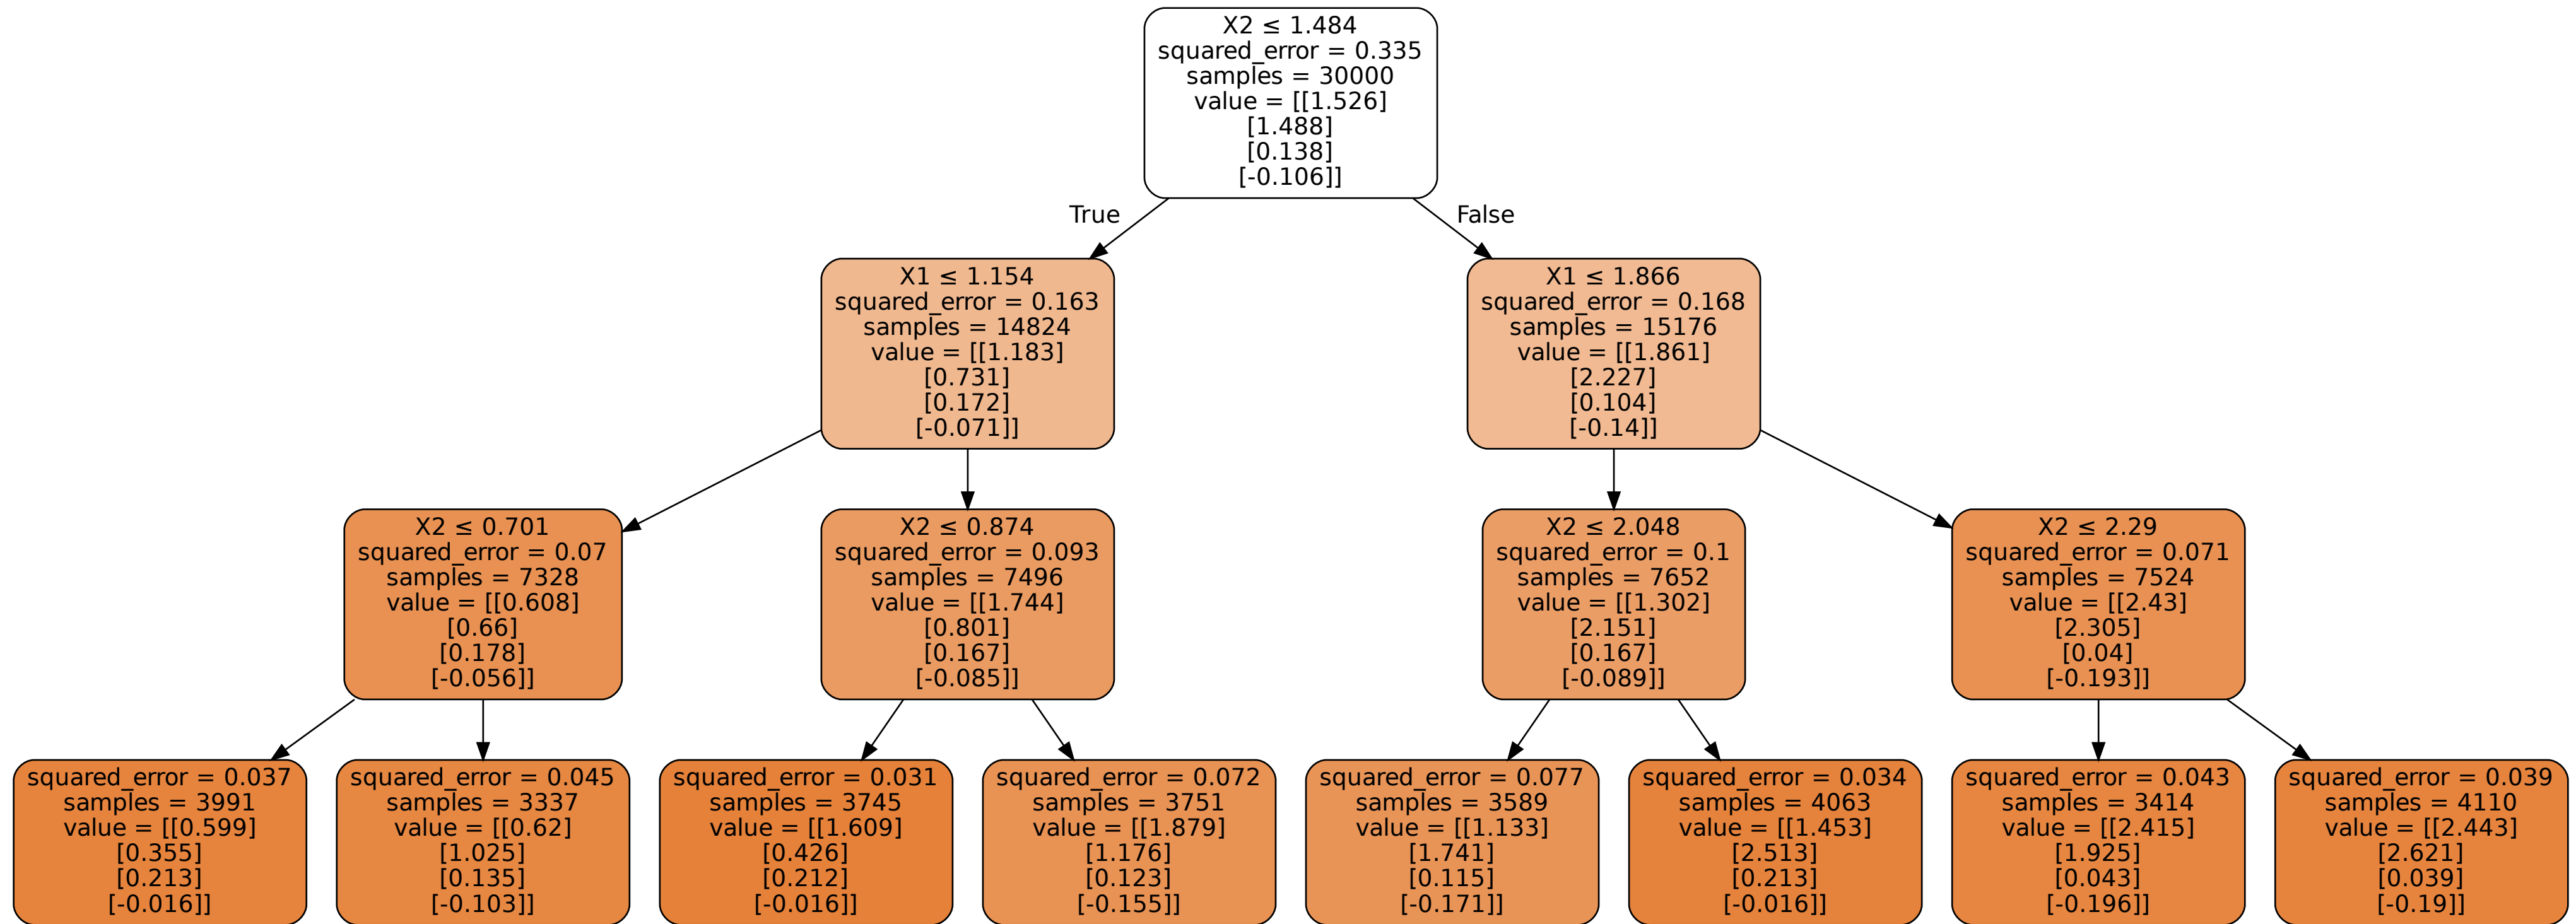 X2 ≤ 1.484
squared_error = 0.335
samples = 30000
value = [[1.526]
[1.488]
[0.138]
[-0.106]]
True
False
X1 ≤ 1.154
squared_error = 0.163
samples = 14824
value = [[1.183]
[0.731]
[0.172]
[-0.071]]
X1 ≤ 1.866
squared_error = 0.168
samples = 15176
value = [[1.861]
[2.227]
[0.104]
[-0.14]]
X2 ≤ 0.701
squared_error = 0.07
samples = 7328
value = [[0.608]
[0.66]
[0.178]
[-0.056]]
X2 ≤ 0.874
squared_error = 0.093
samples = 7496
value = [[1.744]
[0.801]
[0.167]
[-0.085]]
X2 ≤ 2.048
squared_error = 0.1
samples = 7652
value = [[1.302]
[2.151]
[0.167]
[-0.089]]
X2 ≤ 2.29
squared_error = 0.071
samples = 7524
value = [[2.43]
[2.305]
[0.04]
[-0.193]]
squared_error = 0.037
samples = 3991
value = [[0.599]
[0.355]
[0.213]
[-0.016]]
squared_error = 0.045
samples = 3337
value = [[0.62]
[1.025]
[0.135]
[-0.103]]
squared_error = 0.031
samples = 3745
value = [[1.609]
[0.426]
[0.212]
[-0.016]]
squared_error = 0.072
samples = 3751
value = [[1.879]
[1.176]
[0.123]
[-0.155]]
squared_error = 0.077
samples = 3589
value = [[1.133]
[1.741]
[0.115]
[-0.171]]
squared_error = 0.034
samples = 4063
value = [[1.453]
[2.513]
[0.213]
[-0.016]]
squared_error = 0.043
samples = 3414
value = [[2.415]
[1.925]
[0.043]
[-0.196]]
squared_error = 0.039
samples = 4110
value = [[2.443]
[2.621]
[0.039]
[-0.19]]